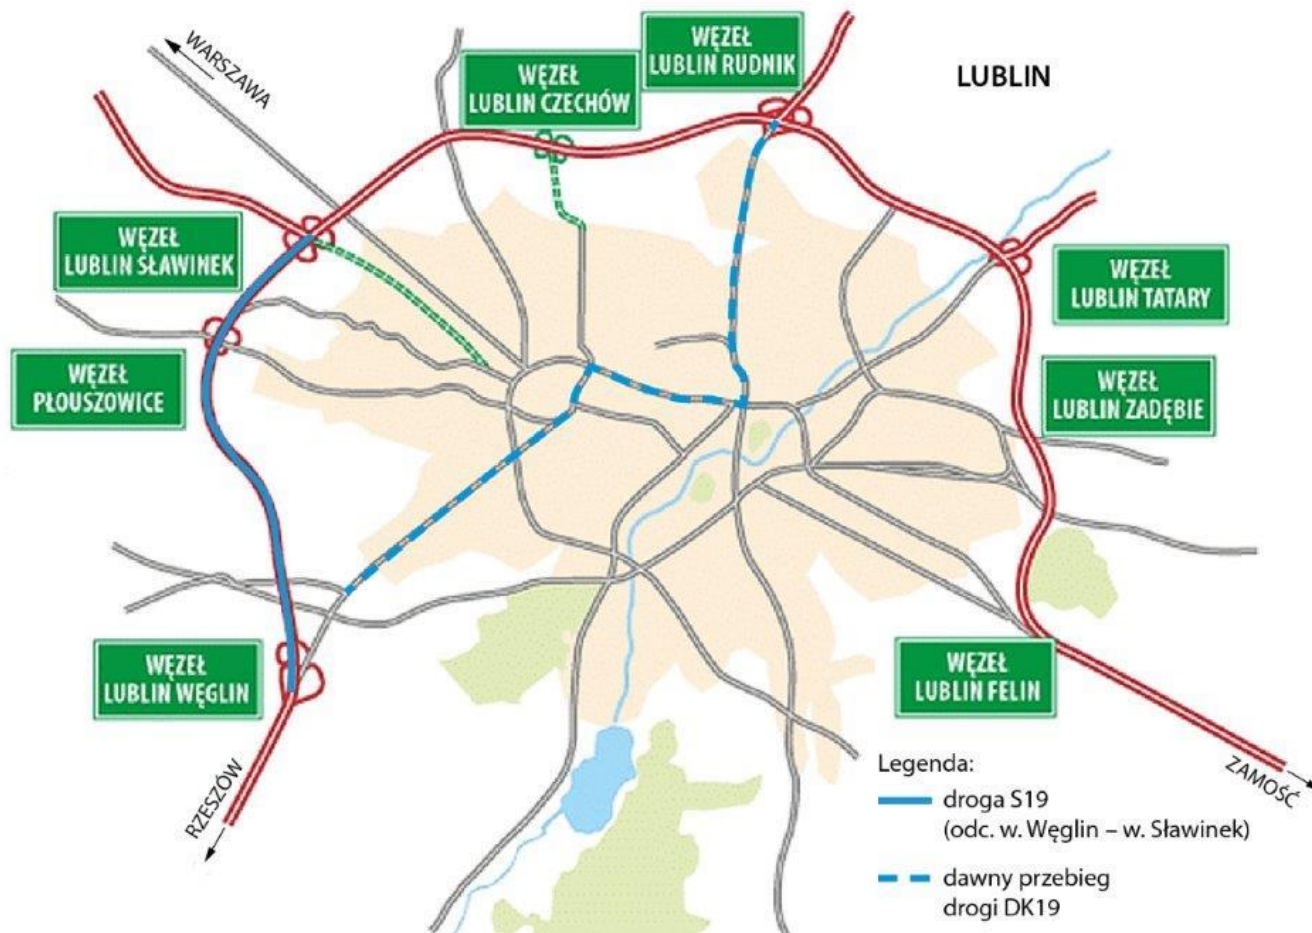 WĘZEŁ
LUBLIN RUDNIK
LUBLIN
WARSZAWA
WĘZEŁ
LUBLIN CZECHÓW
WĘZEŁ
LUBLIN SŁAWINEK
WĘZEŁ
LUBLIN TATARY
WĘZEŁ
PŁOUSZOWICE
WĘZEŁ
LUBLIN ZADĘBIE
WĘZEŁ
LUBLIN WĘGLIN
WĘZEŁ
LUBLIN FELIN
RZESZÓW
ZAMOŚĆ
Legenda:
droga S19
(odc. w. Węglin – w. Sławinek)
dawny przebieg
drogi DK19